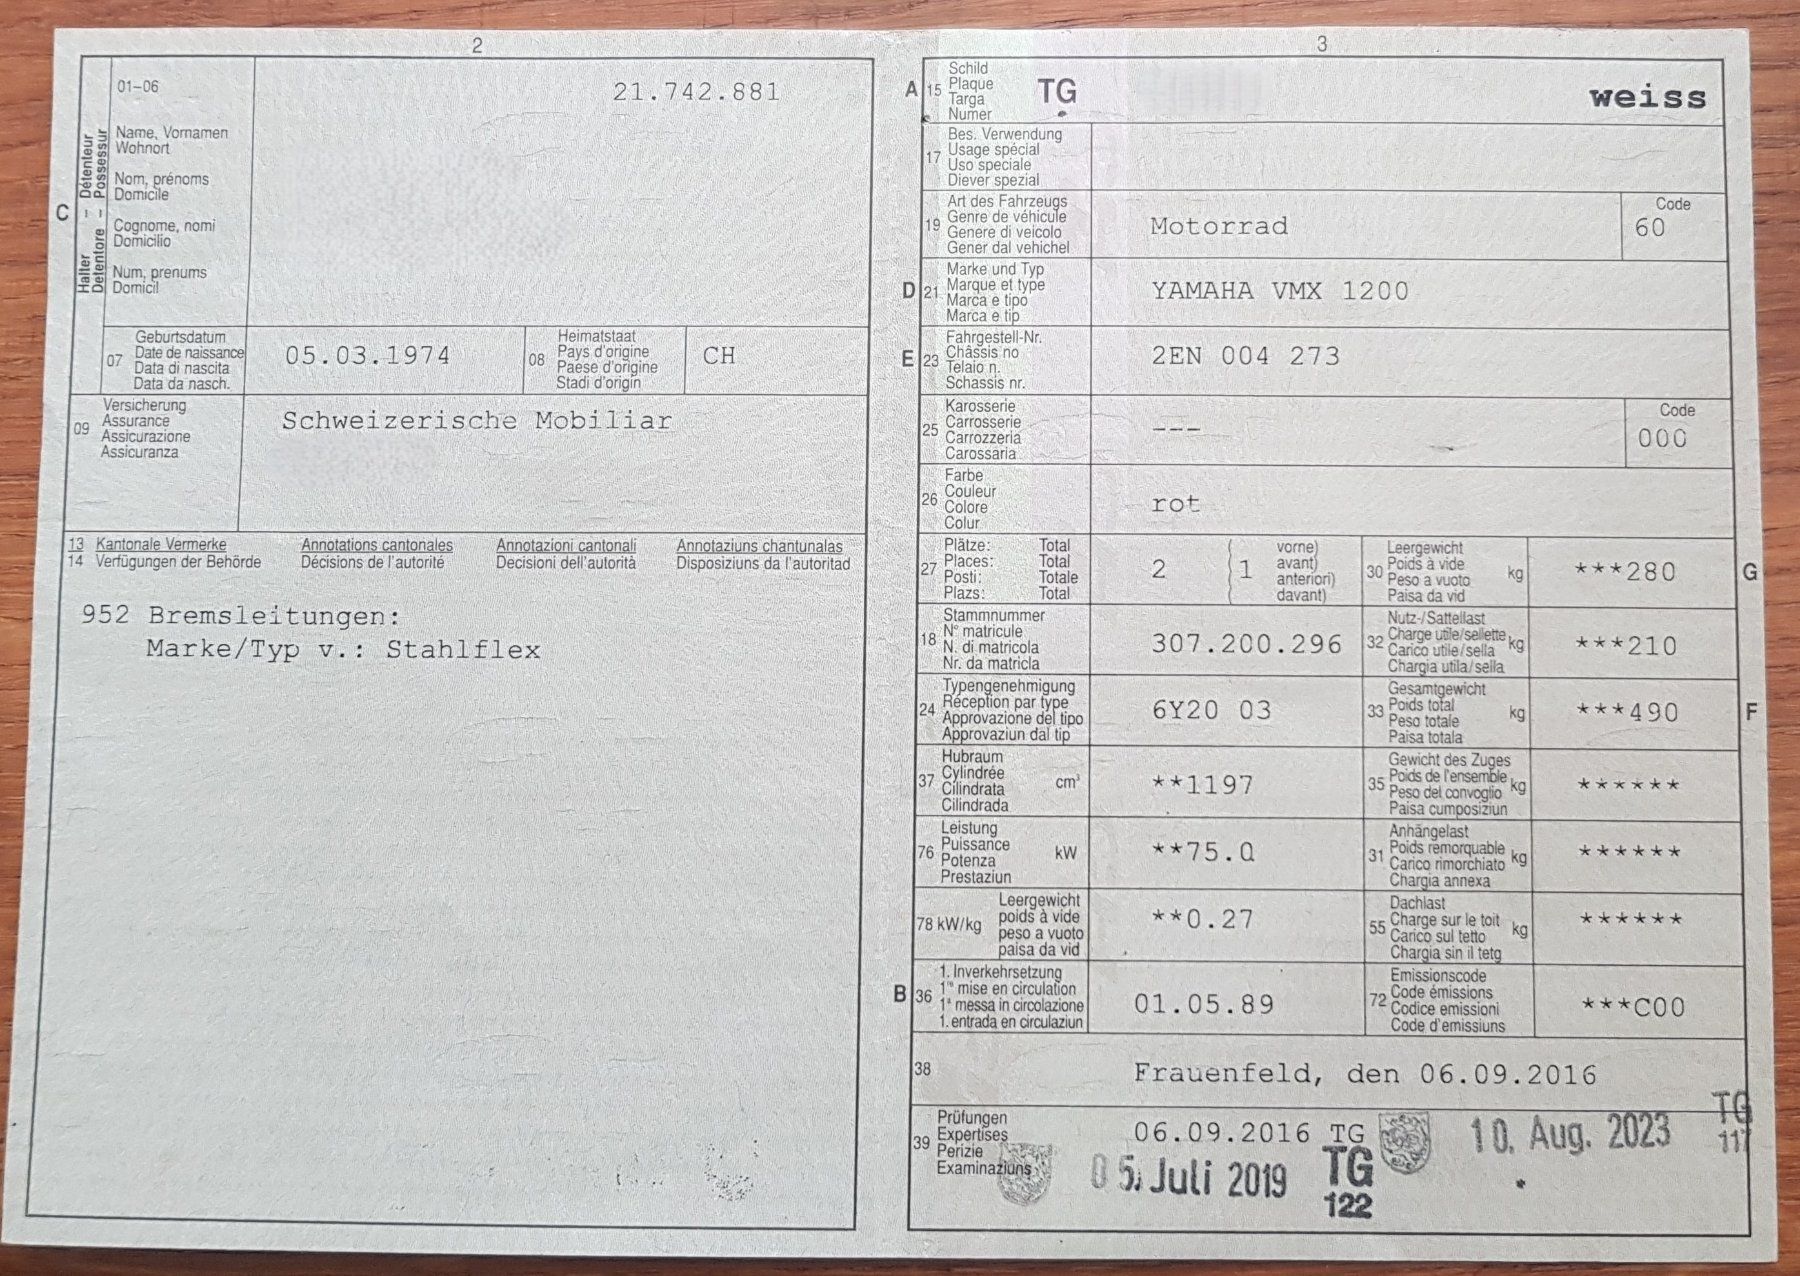 2
01-06
21.742.881
C
Halter - Détenteur
Detentore - Possessur
Name, Vornamen
Wohnort
Nom, prénoms
Domicile
Cognome, nomi
Domicilio
Num, prenums
Domicil
07
Geburtsdatum
Date de naissance
Data di nascita
Data da nasch.
05.03.1974
08
Heimatstaat
Pays d'origine
Paese d'origine
Stadi d'origin
CH
09
Versicherung
Assurance
Assicurazione
Assicuranza
Schweizerische Mobiliar
13 Kantonale Vermerke Annotations cantonales Annotazioni cantonali Annotaziuns chantunalas
14 Verfügungen der Behörde Décisions de l'autorité Decisioni dell'autorità Disposiziuns da l'autoritad
952 Bremsleitungen:
Marke/Typ v.: Stahlflex
3
A
15
Schild
Plaque
Targa
Numer
TG
weiss
17
Bes. Verwendung
Usage spécial
Uso speciale
Diever spezial
19
Art des Fahrzeugs
Genre de véhicule
Genere di veicolo
Gener dal vehichel
Motorrad
Code
60
D
21
Marke und Typ
Marque et type
Marca e tipo
Marca e tip
YAMAHA VMX 1200
E
23
Fahrgestell-Nr.
Châssis no
Telaio n.
Schassis nr.
2EN 004 273
25
Karosserie
Carrosserie
Carrozzeria
Carossaria
---
Code
000
26
Farbe
Couleur
Colore
Colur
rot
27
Plätze: Total
Places: Total
Posti: Totale
Plazs: Total
2
(1
vorne)
avant)
anteriori)
davant)
30
Leergewicht
Poids à vide
Peso a vuoto
Paisa da vid
kg
***280
G
18
Stammnummer
N° matricule
N. di matricola
Nr. da matricla
307.200.296
32
Nutz-/Sattellast
Charge utile/sellette
Carico utile/sella
Chargia utila/sella
kg
***210
24
Typengenehmigung
Réception par type
Approvazione del tipo
Approvaziun dal tip
6Y20 03
33
Gesamtgewicht
Poids total
Peso totale
Paisa totala
kg
***490
F
37
Hubraum
Cylindrée
Cilindrata
Cilindrada
cm³
**1197
35
Gewicht des Zuges
Poids de l'ensemble
Peso del convoglio
Paisa cumposiziun
kg
******
76
Leistung
Puissance
Potenza
Prestaziun
kW
**75.0
31
Anhängelast
Poids remorquable
Carico rimorchiato
Chargia annexa
kg
******
78 kW/kg
Leergewicht
poids à vide
peso a vuoto
paisa da vid
**0.27
55
Dachlast
Charge sur le toit
Carico sul tetto
Chargia sin il tetg
kg
******
B
36
1. Inverkehrsetzung
1re mise en circulation
1a messa in circolazione
1. entrada en circulaziun
01.05.89
72
Emissionscode
Code émissions
Codice emissioni
Code d'emissiuns
***C00
38
Frauenfeld, den 06.09.2016
39
Prüfungen
Expertises
Perizie
Examinaziuns
06.09.2016 TG
10. Aug. 2023
TG
117
05. Juli 2019
TG
122